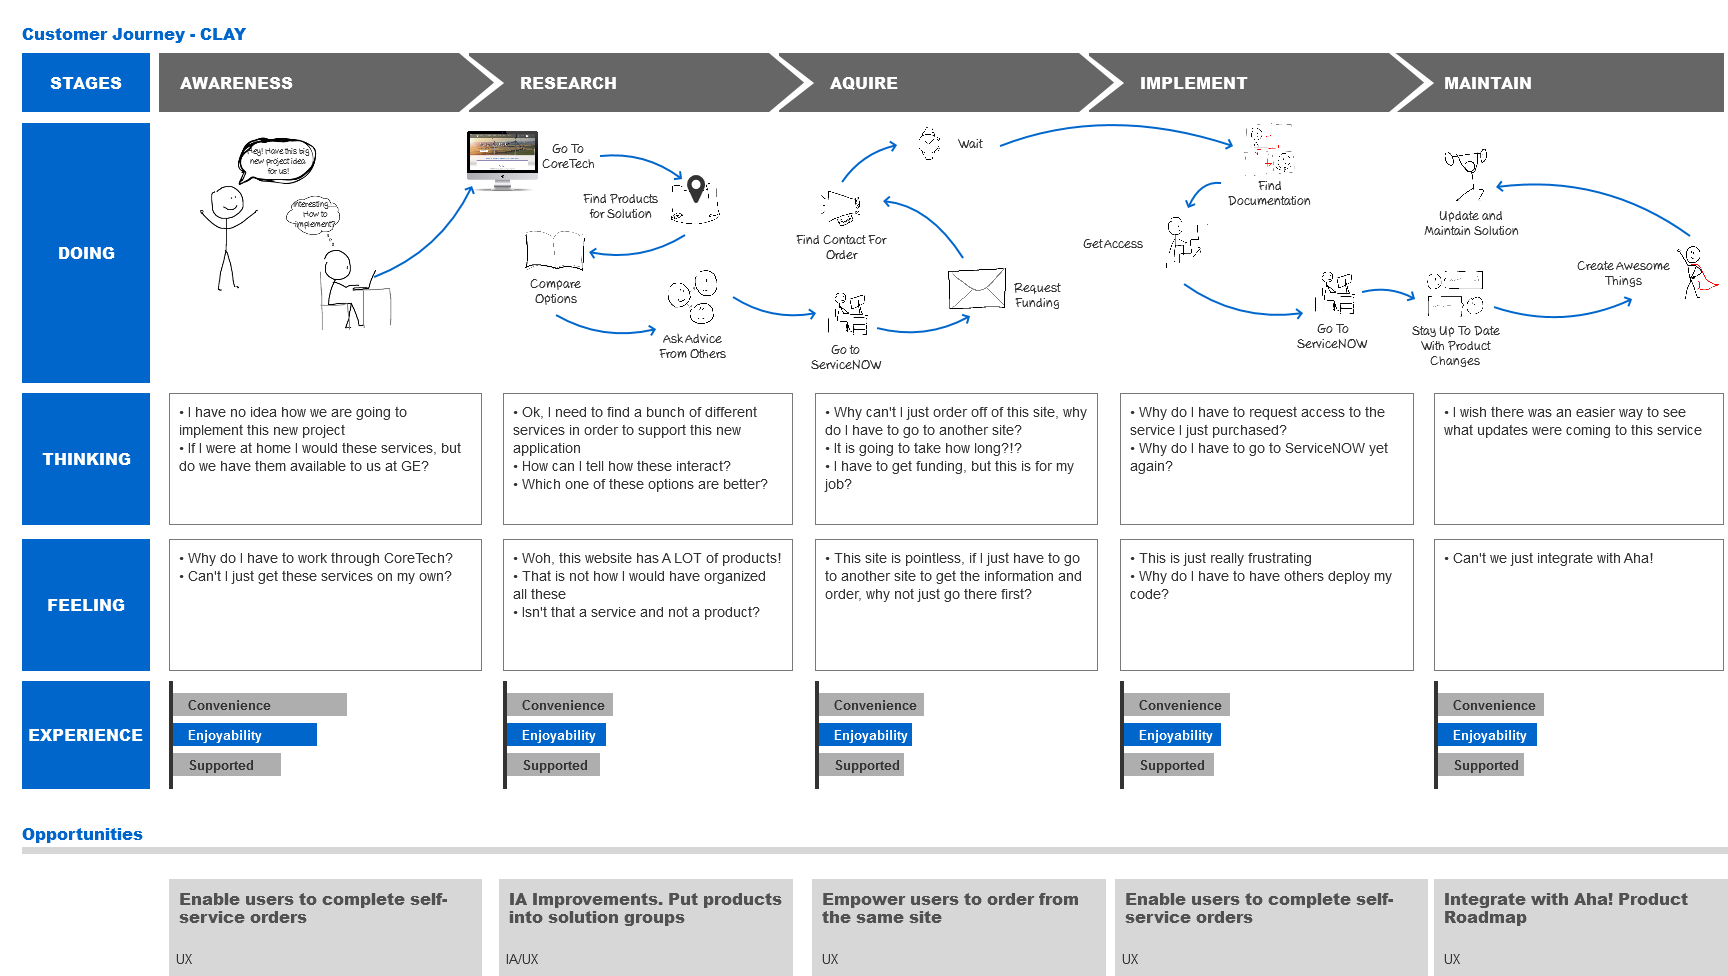 Customer Journey - CLAY
STAGES
AWARENESS
RESEARCH
AQUIRE
IMPLEMENT
MAINTAIN
DOING
Hey! Have this big
new project idea
for us!
Interesting...
How to
implement?
Go To
CoreTech
Find Products
for Solution
Compare
Options
Ask Advice
From Others
Go to
ServiceNOW
Request
Funding
Find Contact For
Order
Wait
Find
Documentation
Get Access
Go To
ServiceNOW
Stay Up To Date
With Product
Changes
Create Awesome
Things
Update and
Maintain Solution
THINKING
• I have no idea how we are going to
implement this new project
• If I were at home I would these services, but
do we have them available to us at GE?
• Ok, I need to find a bunch of different
services in order to support this new
application
• How can I tell how these interact?
• Which one of these options are better?
• Why can't I just order off of this site, why
do I have to go to another site?
• It is going to take how long?!?
• I have to get funding, but this is for my
job?
• Why do I have to request access to the
service I just purchased?
• Why do I have to go to ServiceNOW yet
again?
• I wish there was an easier way to see
what updates were coming to this service
FEELING
• Why do I have to work through CoreTech?
• Can't I just get these services on my own?
• Woh, this website has A LOT of products!
• That is not how I would have organized
all these
• Isn't that a service and not a product?
• This site is pointless, if I just have to go
to another site to get the information and
order, why not just go there first?
• This is just really frustrating
• Why do I have to have others deploy my
code?
• Can't we just integrate with Aha!
EXPERIENCE
Convenience
Enjoyability
Supported
Convenience
Enjoyability
Supported
Convenience
Enjoyability
Supported
Convenience
Enjoyability
Supported
Convenience
Enjoyability
Supported
Opportunities
Enable users to complete self-
service orders
UX
IA Improvements. Put products
into solution groups
IA/UX
Empower users to order from
the same site
UX
Enable users to complete self-
service orders
UX
Integrate with Aha! Product
Roadmap
UX